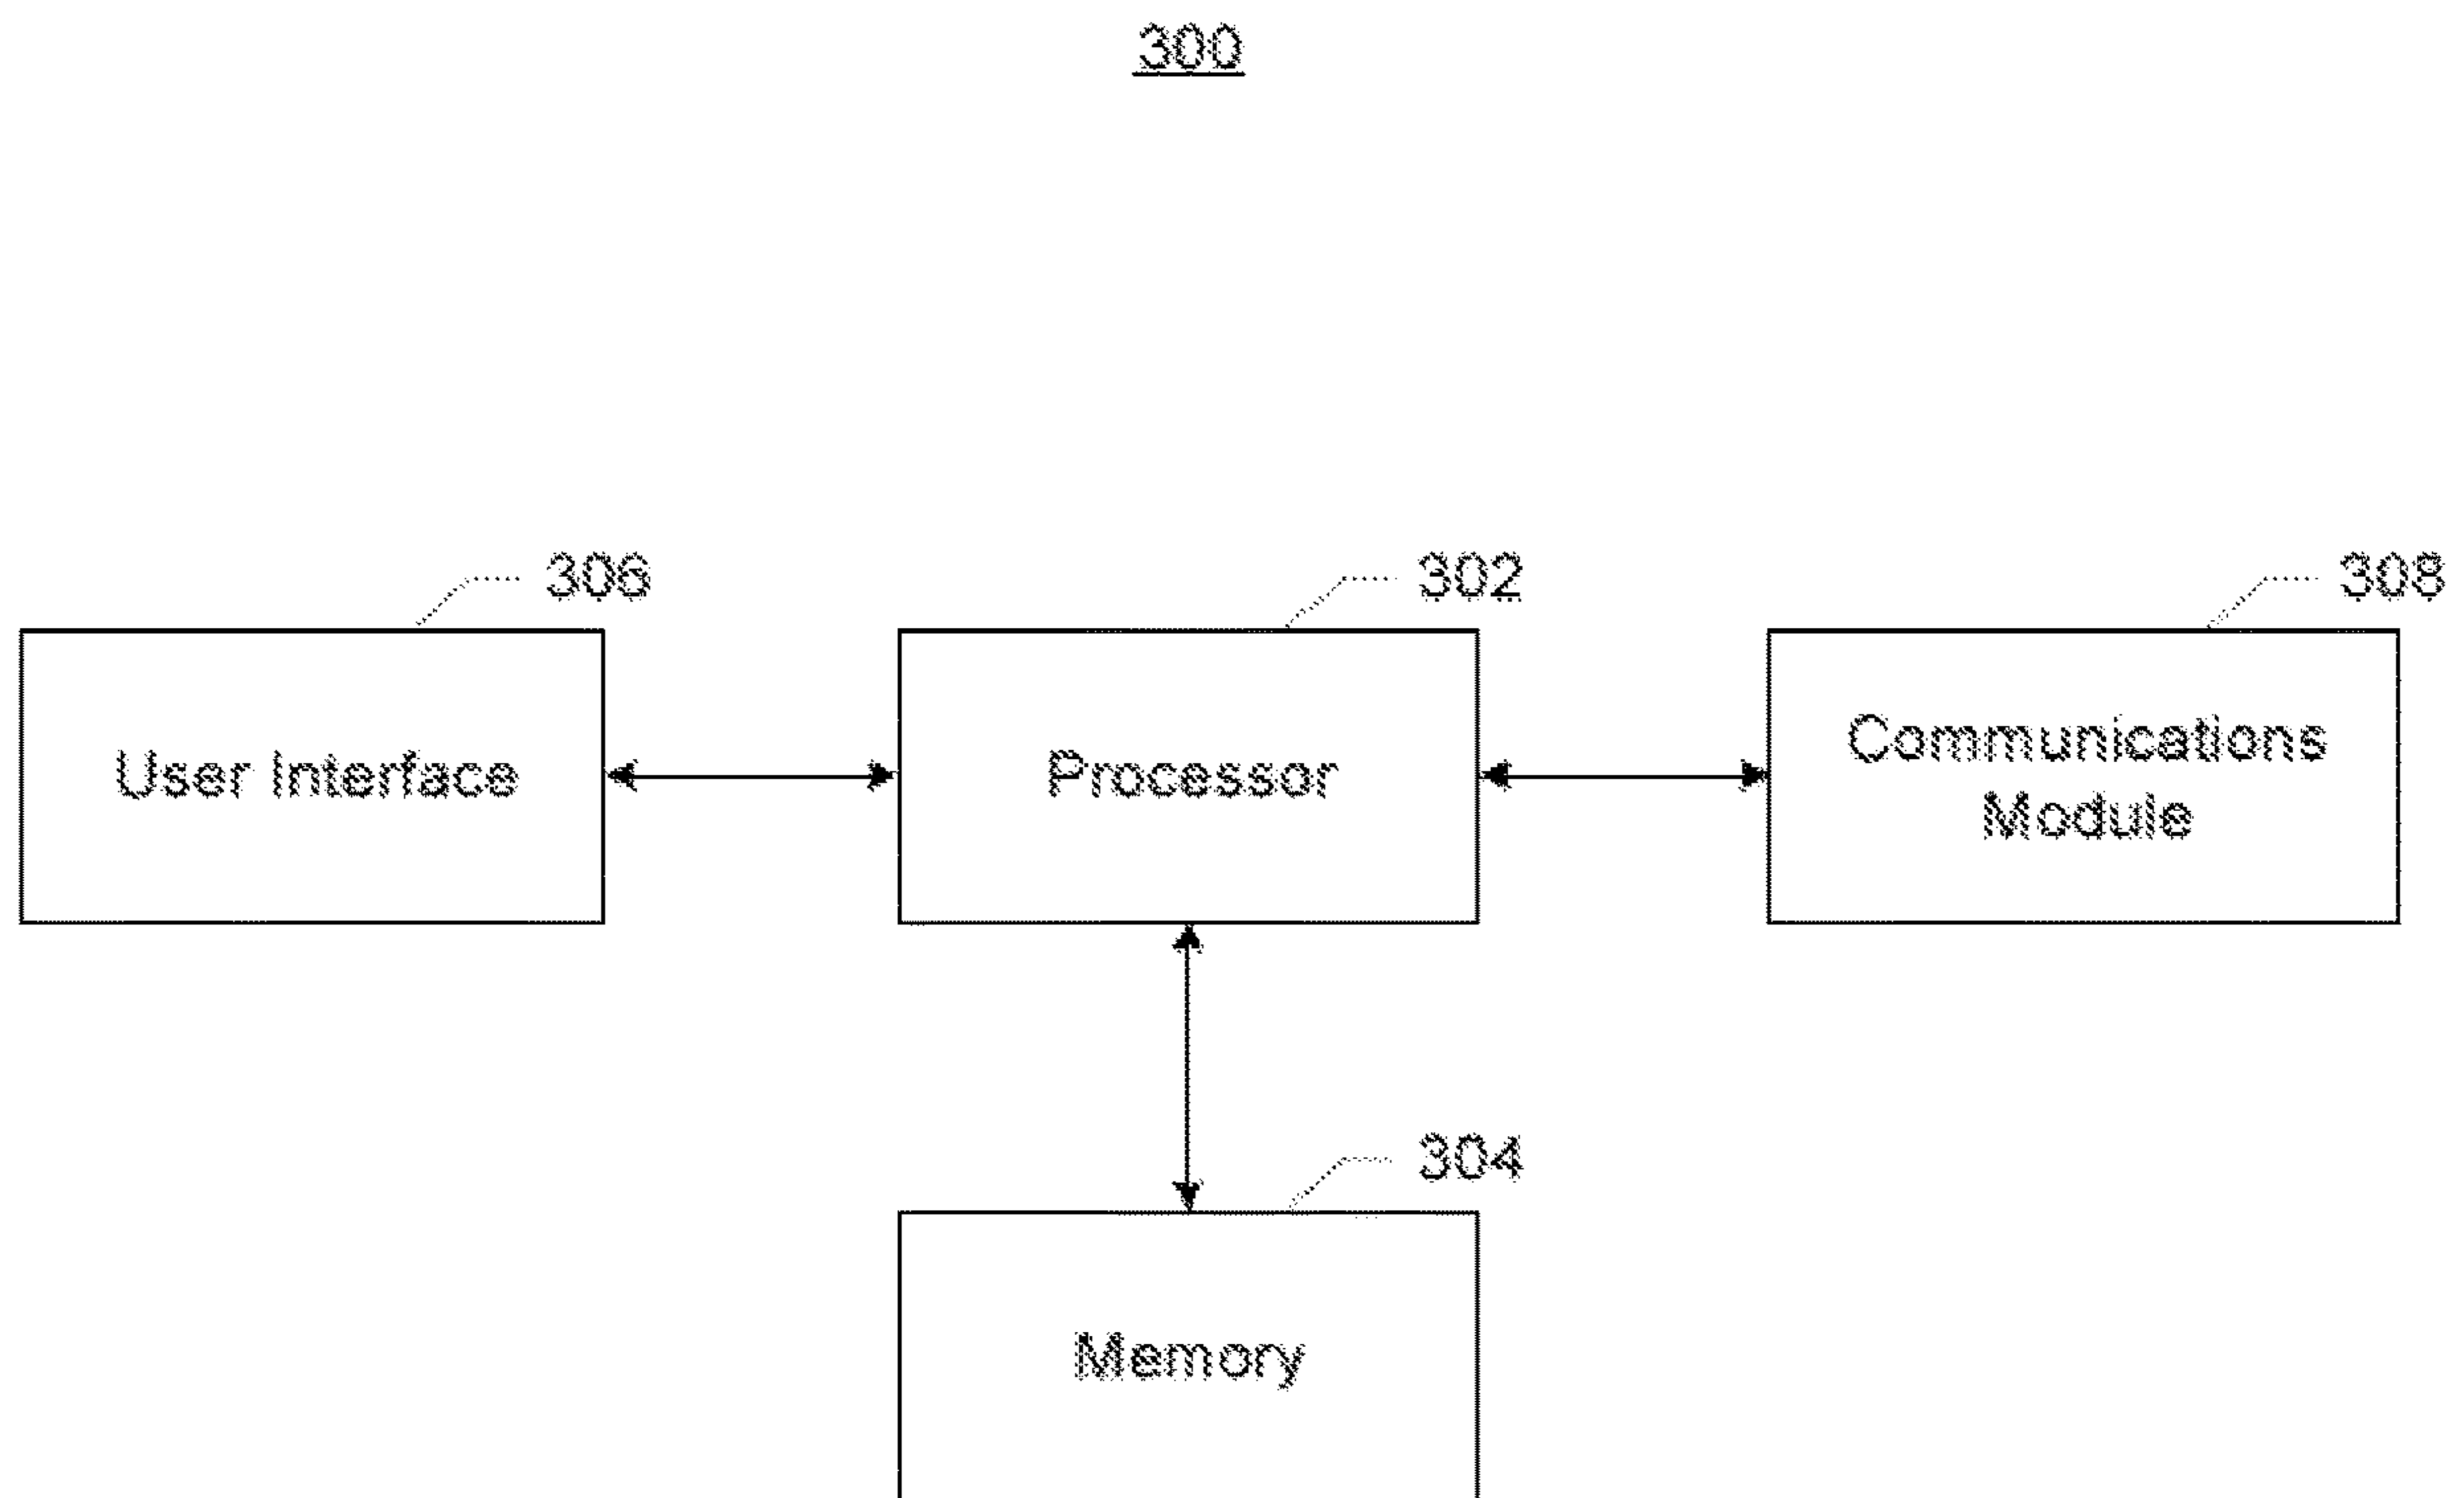 300
306
302
308
User Interface
Processor
Communications
Module
304
Memory